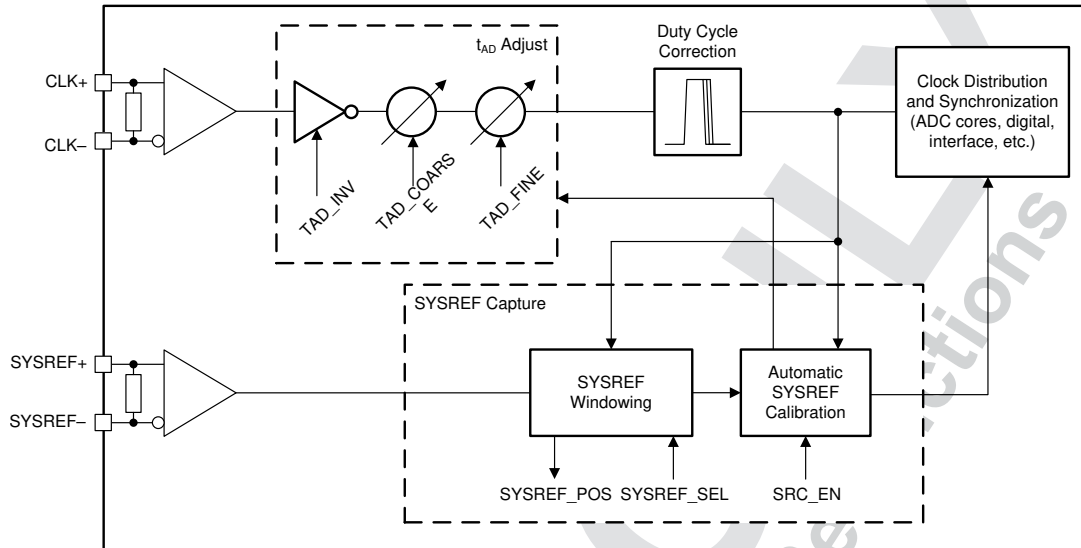 t_AD Adjust
Duty Cycle
Correction
CLK+
CLK–
TAD_INV
TAD_COARS
E
TAD_FINE
Clock Distribution
and Synchronization
(ADC cores, digital,
interface, etc.)
SYSREF Capture
SYSREF+
SYSREF–
SYSREF
Windowing
Automatic
SYSREF
Calibration
SYSREF_POS
SYSREF_SEL
SRC_EN